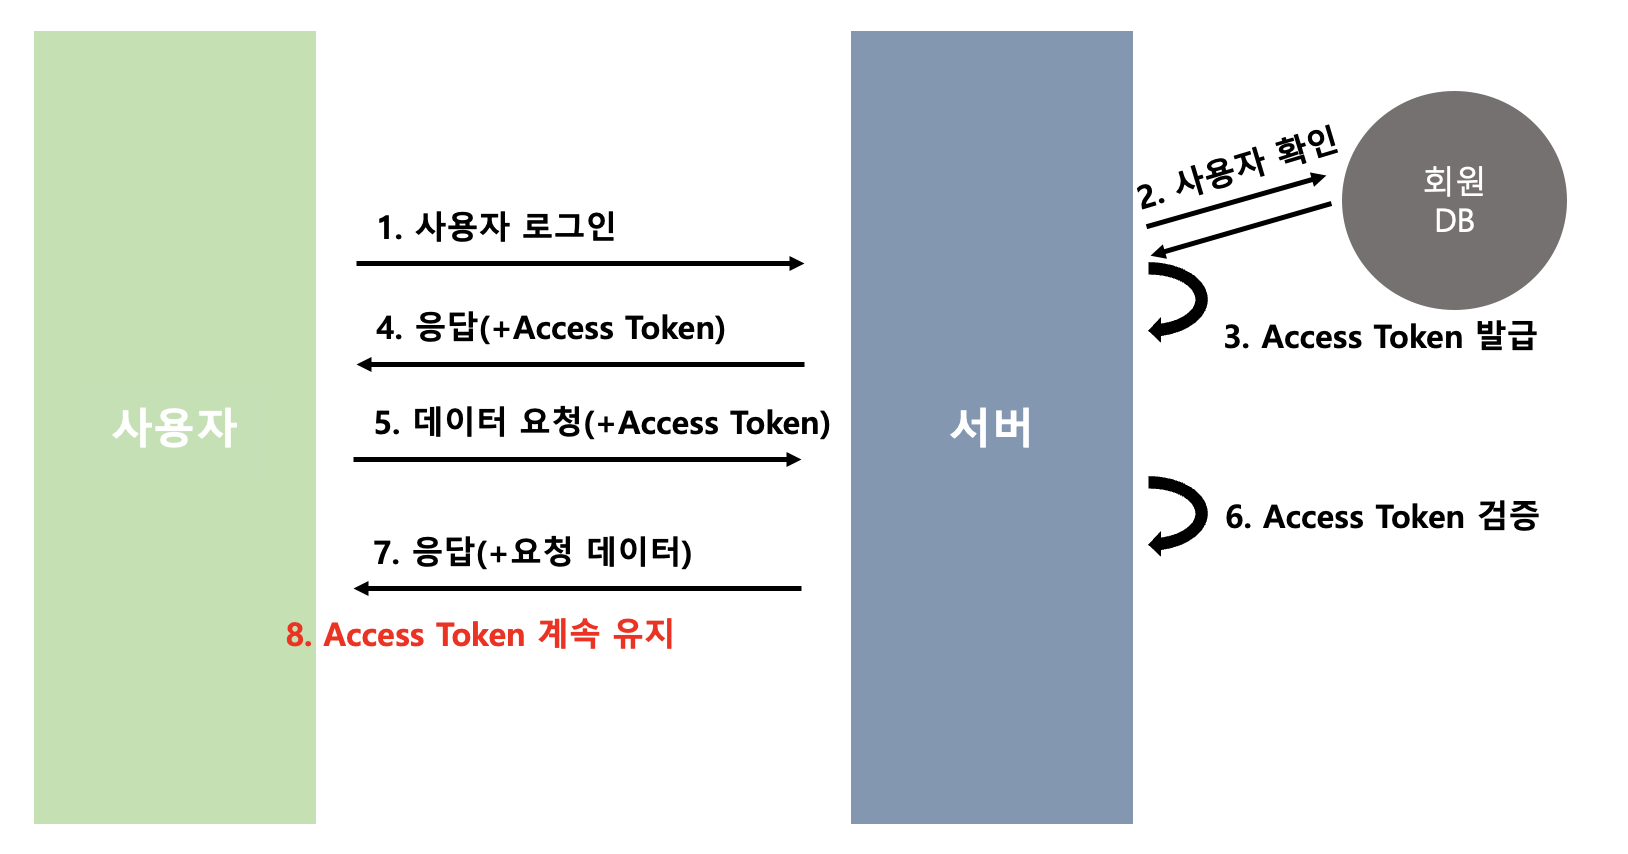 사용자
서버
회원
DB
1. 사용자 로그인
2. 사용자 확인
3. Access Token 발급
4. 응답(+Access Token)
5. 데이터 요청(+Access Token)
6. Access Token 검증
7. 응답(+요청 데이터)
8. Access Token 계속 유지